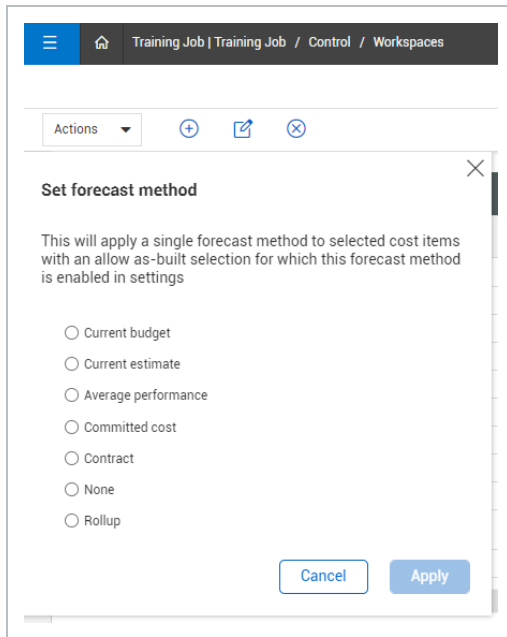 Training Job | Training Job / Control / Workspaces
Actions
Set forecast method
This will apply a single forecast method to selected cost items
with an allow as-built selection for which this forecast method
is enabled in settings
Current budget
Current estimate
Average performance
Committed cost
Contract
None
Rollup
Cancel Apply